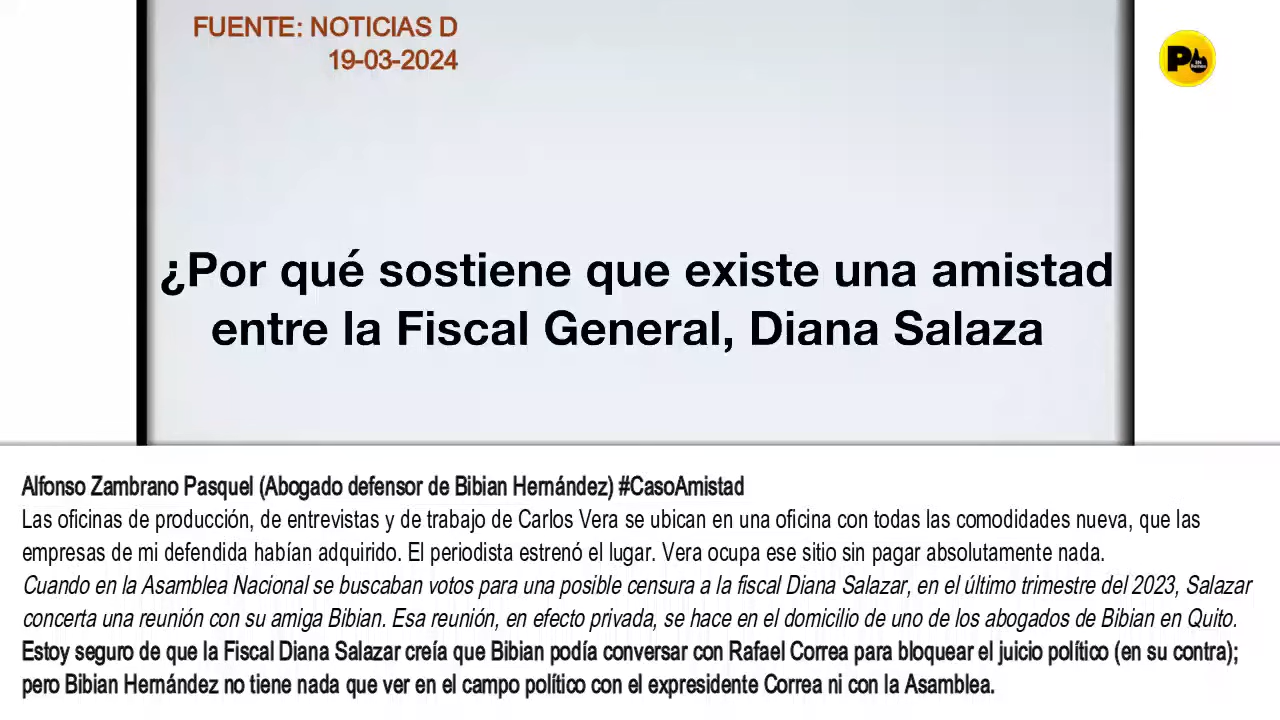 FUENTE: NOTICIAS D
19-03-2024
P
¿Por qué sostiene que existe una amistad
entre la Fiscal General, Diana Salaza
Alfonso Zambrano Pasquel (Abogado defensor de Bibian Hernández) #CasoAmistad
Las oficinas de producción, de entrevistas y de trabajo de Carlos Vera se ubican en una oficina con todas las comodidades nueva, que las
empresas de mi defendida habían adquirido. El periodista estrenó el lugar. Vera ocupa ese sitio sin pagar absolutamente nada.
Cuando en la Asamblea Nacional se buscaban votos para una posible censura a la fiscal Diana Salazar, en el último trimestre del 2023, Salazar
concerta una reunión con su amiga Bibian. Esa reunión, en efecto privada, se hace en el domicilio de uno de los abogados de Bibian en Quito.
Estoy seguro de que la Fiscal Diana Salazar creía que Bibian podía conversar con Rafael Correa para bloquear el juicio político (en su contra);
pero Bibian Hernández no tiene nada que ver en el campo político con el expresidente Correa ni con la Asamblea.